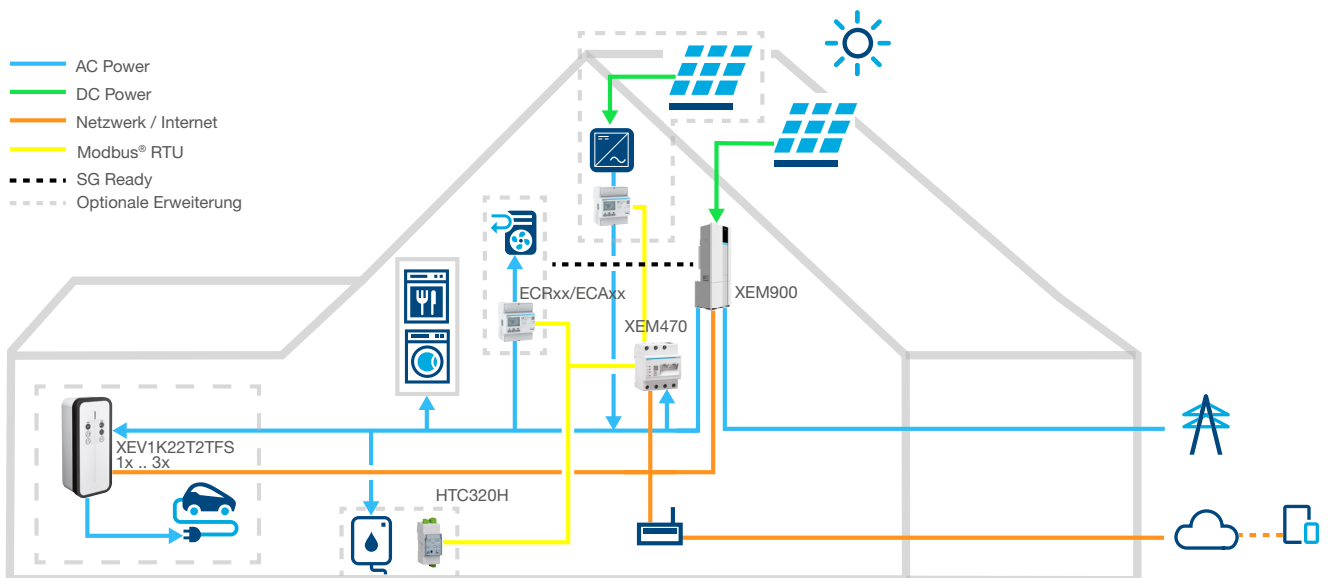 AC Power
DC Power
Netzwerk / Internet
Modbus® RTU
SG Ready
Optionale Erweiterung
ECRxx/ECAxx
XEM900
XEM470
XEV1K22T2TFS
1x .. 3x
HTC320H